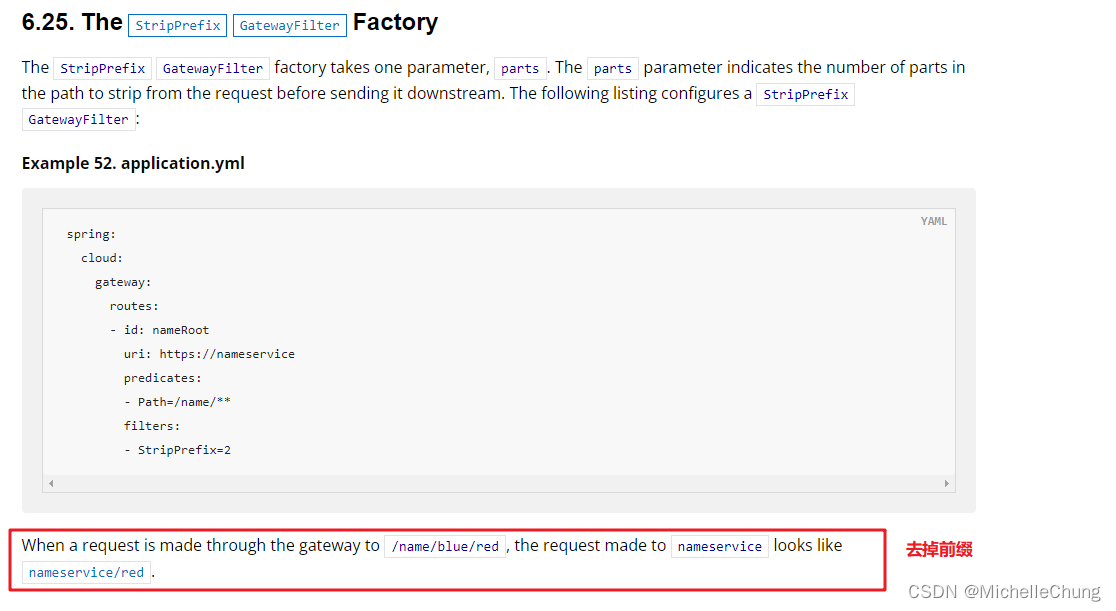 6.25. The StripPrefix GatewayFilter Factory
The StripPrefix GatewayFilter factory takes one parameter, parts. The parts parameter indicates the number of parts in
the path to strip from the request before sending it downstream. The following listing configures a StripPrefix
GatewayFilter:
Example 52. application.yml
YAML
spring:
  cloud:
    gateway:
      routes:
      - id: nameRoot
        uri: https://nameservice
        predicates:
        - Path=/name/**
        filters:
        - StripPrefix=2
When a request is made through the gateway to /name/blue/red, the request made to nameservice looks like
nameservice/red.
去掉前缀
CSDN @MichelleChung